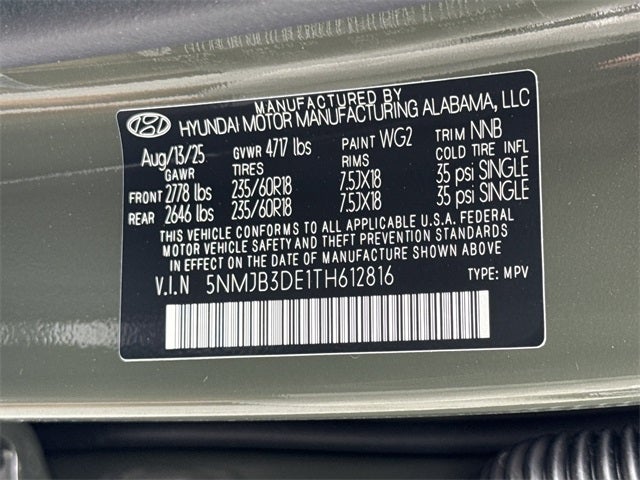 MANUFACTURED BY
HYUNDAI MOTOR MANUFACTURING ALABAMA, LLC
Aug/13/25 GVWR 4717 lbs PAINT WG2 TRIM NNB
GAWR TIRES RIMS COLD TIRE INFL
FRONT 2778 lbs 235/60R18 7.5JX18 35 psi SINGLE
REAR 2646 lbs 235/60R18 7.5JX18 35 psi SINGLE
THIS VEHICLE CONFORMS TO ALL APPLICABLE U.S.A. FEDERAL
MOTOR VEHICLE SAFETY AND THEFT PREVENTION STANDARDS
IN EFFECT ON THE DATE OF MANUFACTURE SHOWN ABOVE.
V.I.N 5NMJB3DE1TH612816 TYPE: MPV